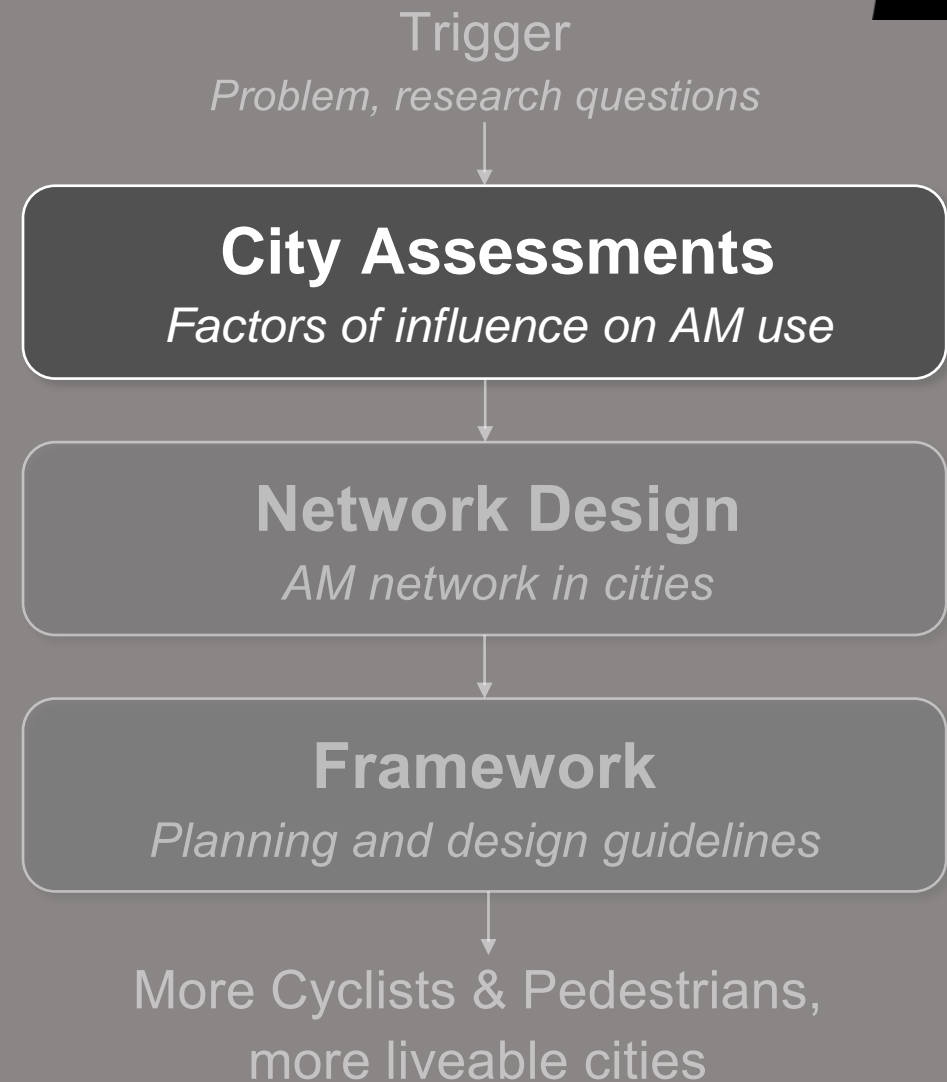 Trigger
Problem, research questions
City Assessments
Factors of influence on AM use
Network Design
AM network in cities
Framework
Planning and design guidelines
More Cyclists & Pedestrians,
more liveable cities